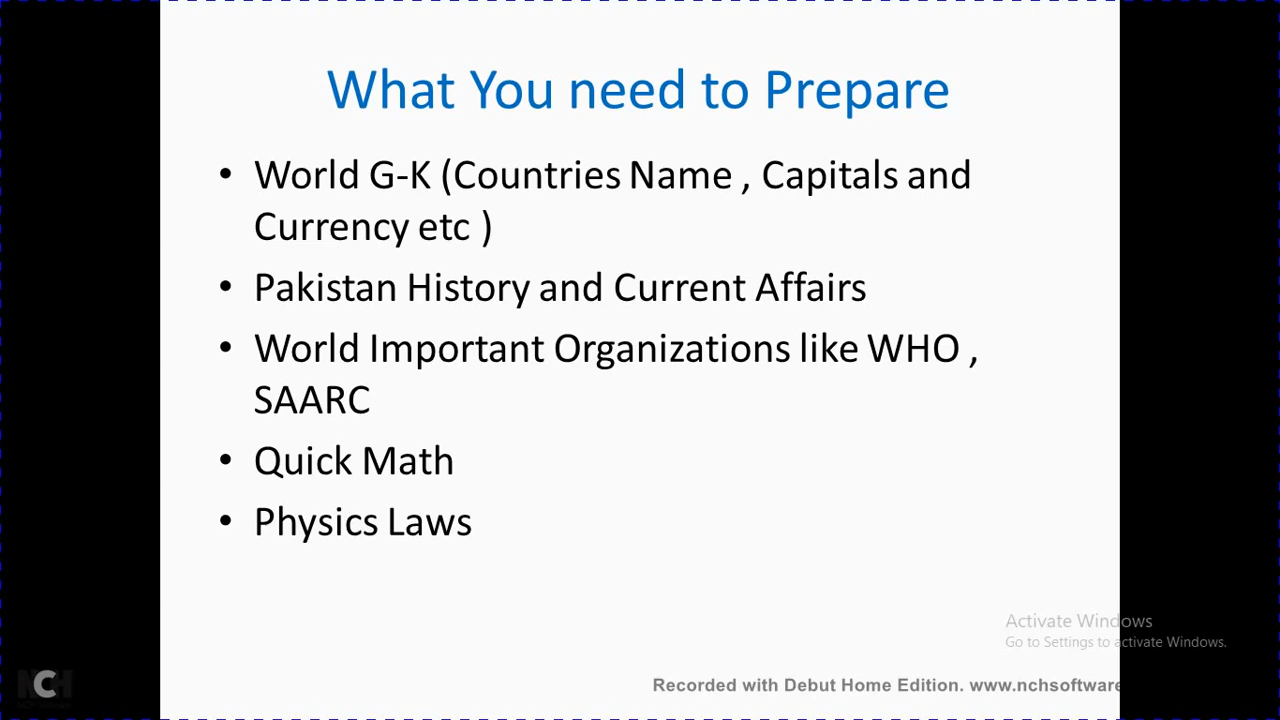 What You need to Prepare
• World G-K (Countries Name , Capitals and
Currency etc )
• Pakistan History and Current Affairs
• World Important Organizations like WHO ,
SAARC
• Quick Math
• Physics Laws
Activate Windows
Go to Settings to activate Windows.
NCH
Recorded with Debut Home Edition. www.nchsoftware